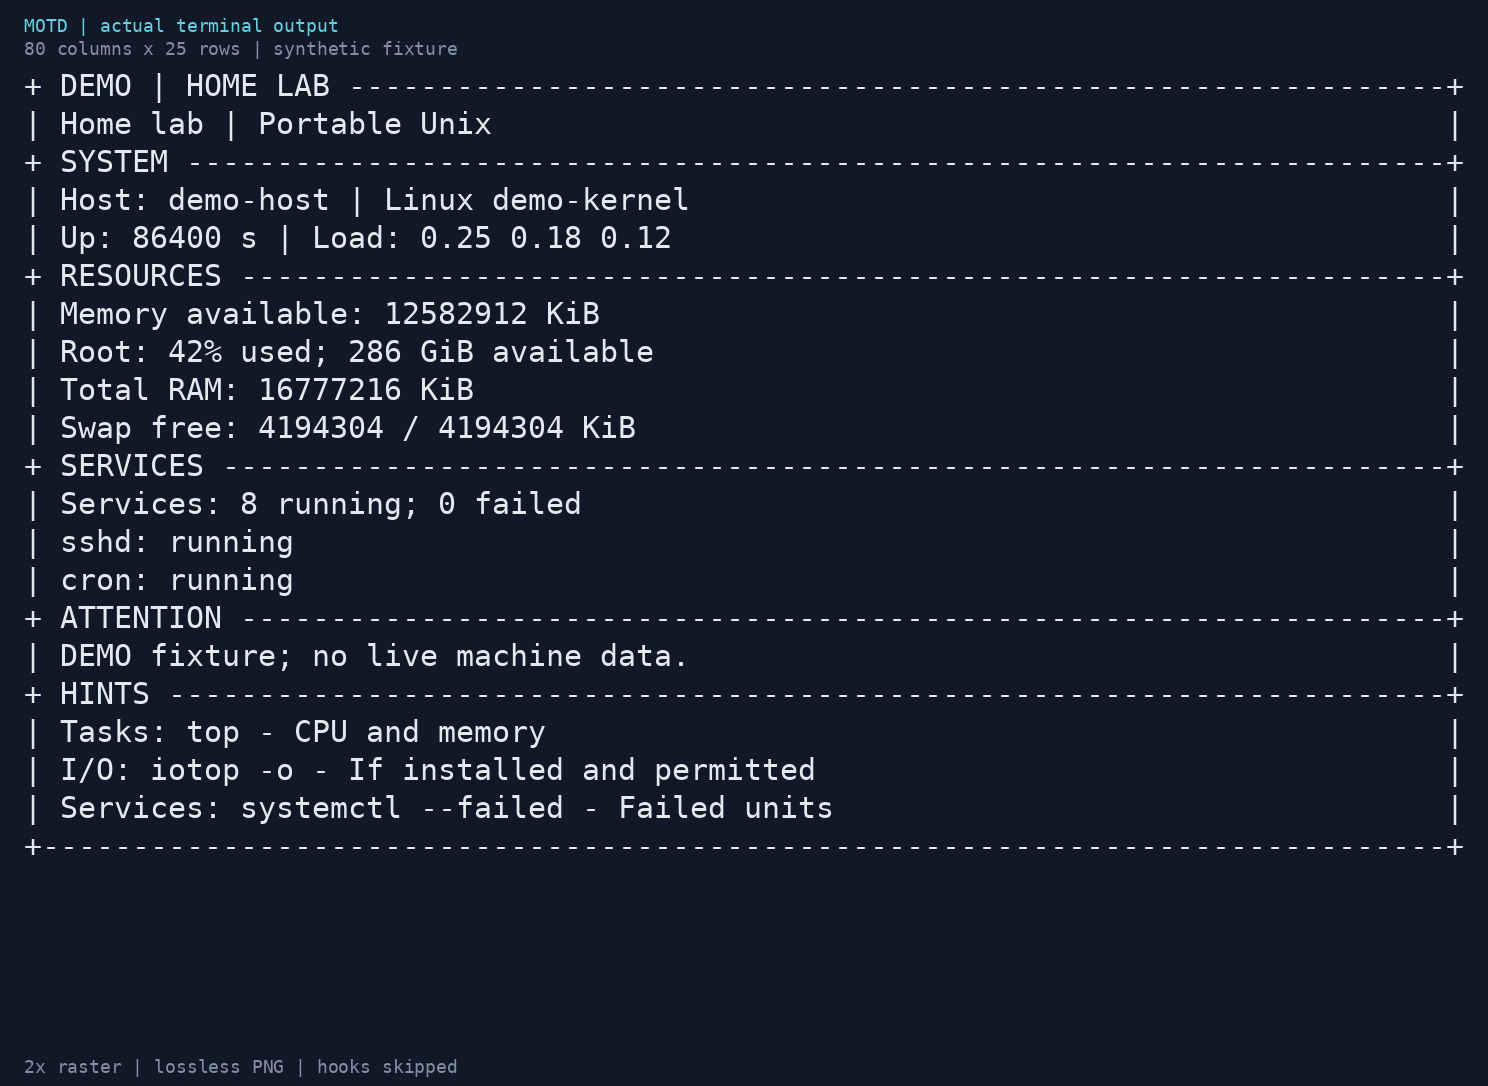 MOTD | actual terminal output
80 columns x 25 rows | synthetic fixture
+ DEMO | HOME LAB -------------------------------------------------------------+
| Home lab | Portable Unix                                                     |
+ SYSTEM ----------------------------------------------------------------------+
| Host: demo-host | Linux demo-kernel                                          |
| Up: 86400 s | Load: 0.25 0.18 0.12                                           |
+ RESOURCES -------------------------------------------------------------------+
| Memory available: 12582912 KiB                                               |
| Root: 42% used; 286 GiB available                                            |
| Total RAM: 16777216 KiB                                                      |
| Swap free: 4194304 / 4194304 KiB                                             |
+ SERVICES --------------------------------------------------------------------+
| Services: 8 running; 0 failed                                                |
| sshd: running                                                                |
| cron: running                                                                |
+ ATTENTION -------------------------------------------------------------------+
| DEMO fixture; no live machine data.                                          |
+ HINTS -----------------------------------------------------------------------+
| Tasks: top - CPU and memory                                                  |
| I/O: iotop -o - If installed and permitted                                   |
| Services: systemctl --failed - Failed units                                  |
+------------------------------------------------------------------------------+
2x raster | lossless PNG | hooks skipped